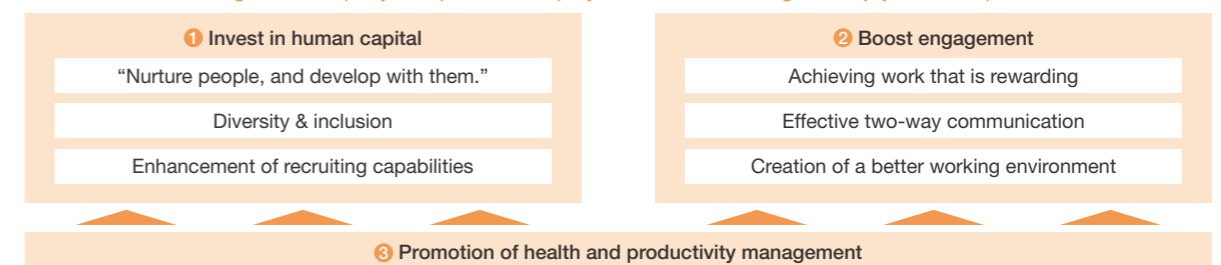 ❶ Invest in human capital
“Nurture people, and develop with them.”
Diversity & inclusion
Enhancement of recruiting capabilities
❷ Boost engagement
Achieving work that is rewarding
Effective two-way communication
Creation of a better working environment
❸ Promotion of health and productivity management